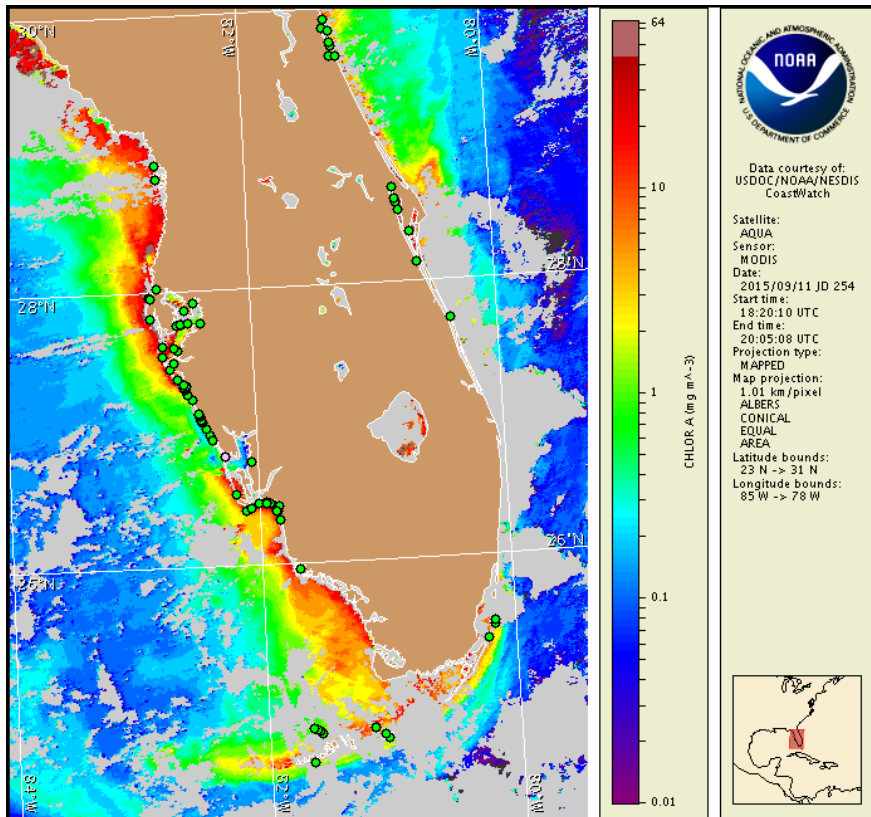 30°N
82°W
80°W
28°N
28°N
26°N
26°N
84°W
82°W
80°W
64
10
1
0.1
0.01
CHLOR A (mg m^-3)
NATIONAL OCEANIC AND ATMOSPHERIC ADMINISTRATION
NOAA
U.S. DEPARTMENT OF COMMERCE
Data courtesy of:
USDOC/NOAA/NESDIS
CoastWatch
Satellite:
AQUA
Sensor:
MODIS
Date:
2015/09/11 JD 254
Start time:
18:20:10 UTC
End time:
20:05:08 UTC
Projection type:
MAPPED
Map projection:
1.01 km/pixel
ALBERS
CONICAL
EQUAL
AREA
Latitude bounds:
23 N -> 31 N
Longitude bounds:
85 W -> 78 W